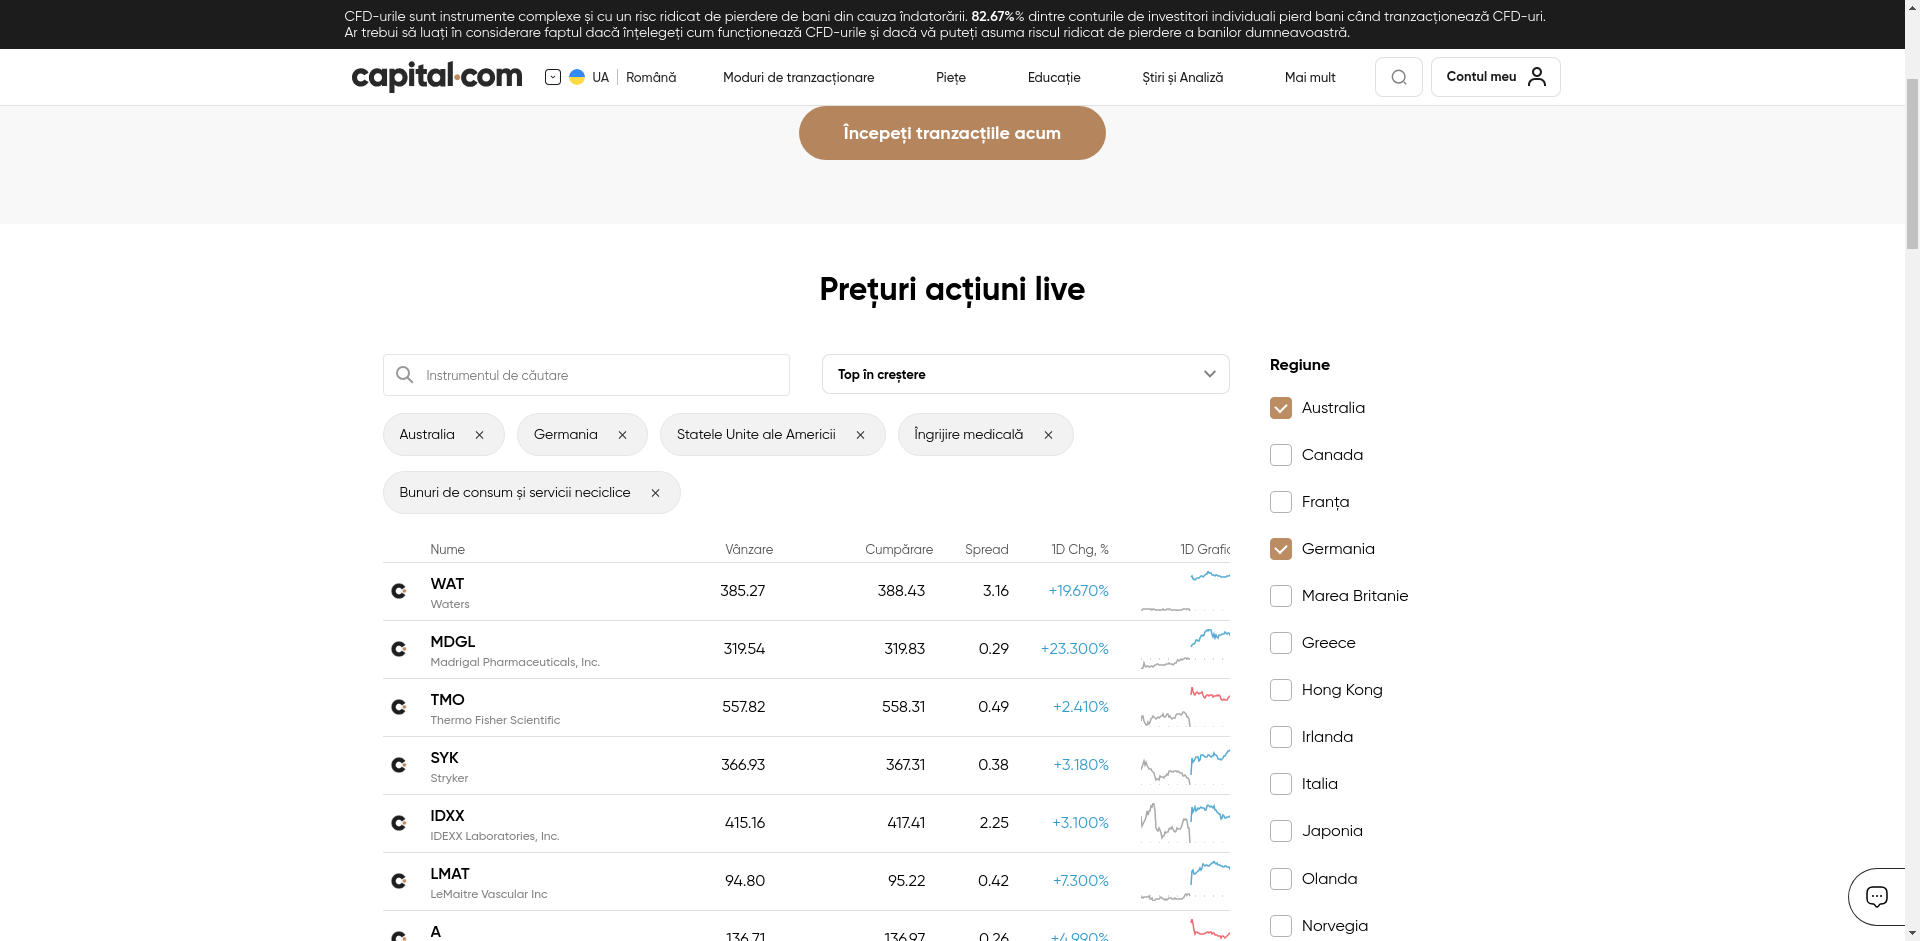 CFD-urile sunt instrumente complexe și cu un risc ridicat de pierdere de bani din cauza îndatorării. 82.67%% dintre conturile de investitori individuali pierd bani când tranzacționează CFD-uri.
Ar trebui să luați în considerare faptul dacă înțelegeți cum funcționează CFD-urile și dacă vă puteți asuma riscul ridicat de pierdere a banilor dumneavoastră.
capital.com UA Română Moduri de tranzacționare Piețe Educație Știri și Analiză Mai mult Contul meu
Începeți tranzacțiile acum
Prețuri acțiuni live
Instrumentul de căutare
Top în creștere
Australia
Germania
Statele Unite ale Americii
Îngrijire medicală
Bunuri de consum și servicii neciclice
Nume Vânzare Cumpărare Spread 1D Chg, % 1D Grafic
WAT
Waters
385.27 388.43 3.16 +19.670%
MDGL
Madrigal Pharmaceuticals, Inc.
319.54 319.83 0.29 +23.300%
TMO
Thermo Fisher Scientific
557.82 558.31 0.49 +2.410%
SYK
Stryker
366.93 367.31 0.38 +3.180%
IDXX
IDEXX Laboratories, Inc.
415.16 417.41 2.25 +3.100%
LMAT
LeMaitre Vascular Inc
94.80 95.22 0.42 +7.300%
A
136.71 136.97 0.26 +4.990%
Regiune
Australia
Canada
Franța
Germania
Marea Britanie
Greece
Hong Kong
Irlanda
Italia
Japonia
Olanda
Norvegia